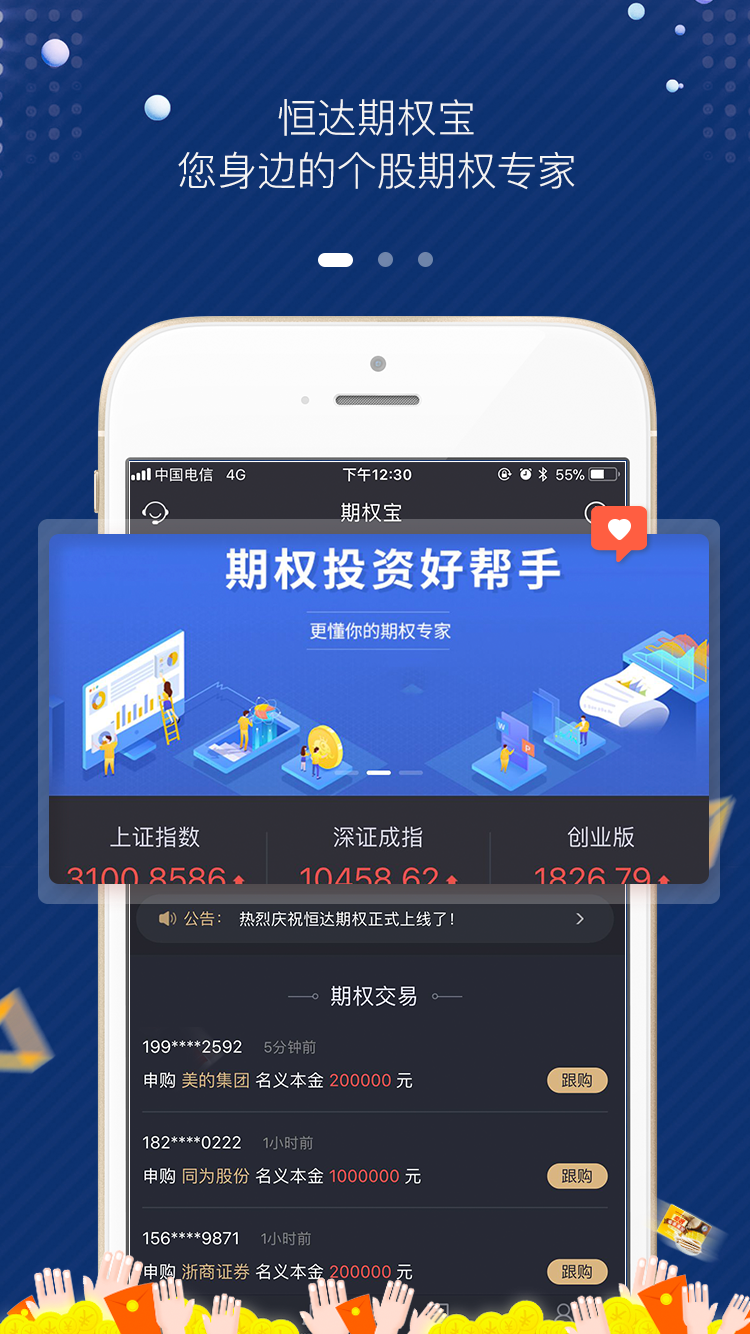 恒达期权宝
您身边的个股期权专家
中国电信 4G 下午12:30 55%
期权宝
期权投资好帮手
更懂你的期权专家
W
P
上证指数 深证成指 创业版
3100.8586 10458.62 1826.79
公告： 热烈庆祝恒达期权正式上线了！
期权交易
199****2592 5分钟前
申购 美的集团 名义本金 200000 元 跟购
182****0222 1小时前
申购 同为股份 名义本金 1000000 元 跟购
156****9871 1小时前
申购 浙商证券 名义本金 200000 元 跟购